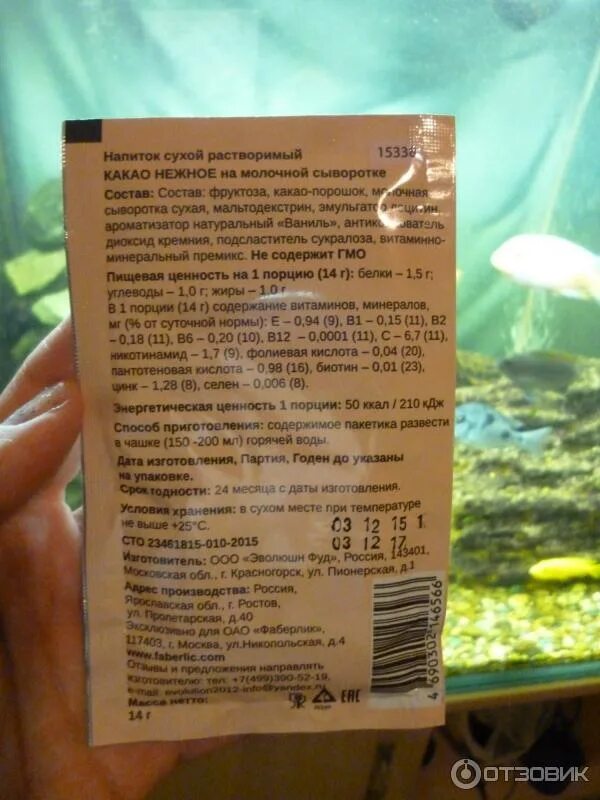 Напиток сухой растворимый 15338
КАКАО НЕЖНОЕ на молочной сыворотке
Состав: Состав: фруктоза, какао-порошок, молочная
сыворотка сухая, мальтодекстрин, эмульгатор лецитин,
ароматизатор натуральный «Ваниль», антислеживатель
диоксид кремния, подсластитель сукралоза, витаминно-
минеральный премикс. Не содержит ГМО
Пищевая ценность на 1 порцию (14 г): белки – 1,5 г;
углеводы – 1,0 г; жиры – 1,0 г
В 1 порции (14 г) содержание витаминов, минералов,
мг (% от суточной нормы): Е – 0,94 (9), В1 – 0,15 (11), В2
– 0,18 (11), В6 – 0,20 (10), В12 – 0,0001 (11), С – 6,7 (11),
никотинамид – 1,7 (9), фолиевая кислота – 0,04 (20),
пантотеновая кислота – 0,98 (16), биотин – 0,01 (23),
цинк – 1,28 (8), селен – 0,006 (8).
Энергетическая ценность 1 порции: 50 ккал / 210 кДж
Способ приготовления: содержимое пакетика развести
в чашке (150 -200 мл) горячей воды.
Дата изготовления, Партия, Годен до указаны
на упаковке.
Срок годности: 24 месяца с даты изготовления.
Условия хранения: в сухом месте при температуре
не выше +25°С.
03 12 15 1
03 12 17
СТО 23461815-010-2015
Изготовитель: ООО «Эволюшн Фуд», Россия, 143401,
Московская обл., г. Красногорск, ул. Пионерская, д.1
Адрес производства: Россия,
Ярославская обл., г. Ростов,
ул. Пролетарская, д.40
Эксклюзивно для ОАО «Фаберлик»,
117403, г. Москва, ул.Никопольская, д.4
www.faberlic.com
Отзывы и предложения направлять
изготовителю: тел: +7(499)390-52-19,
e-mail: evolution2012-info@yandex.ru
Масса нетто:
14 г
EAC
4 690302 146566
ОТЗОВИК